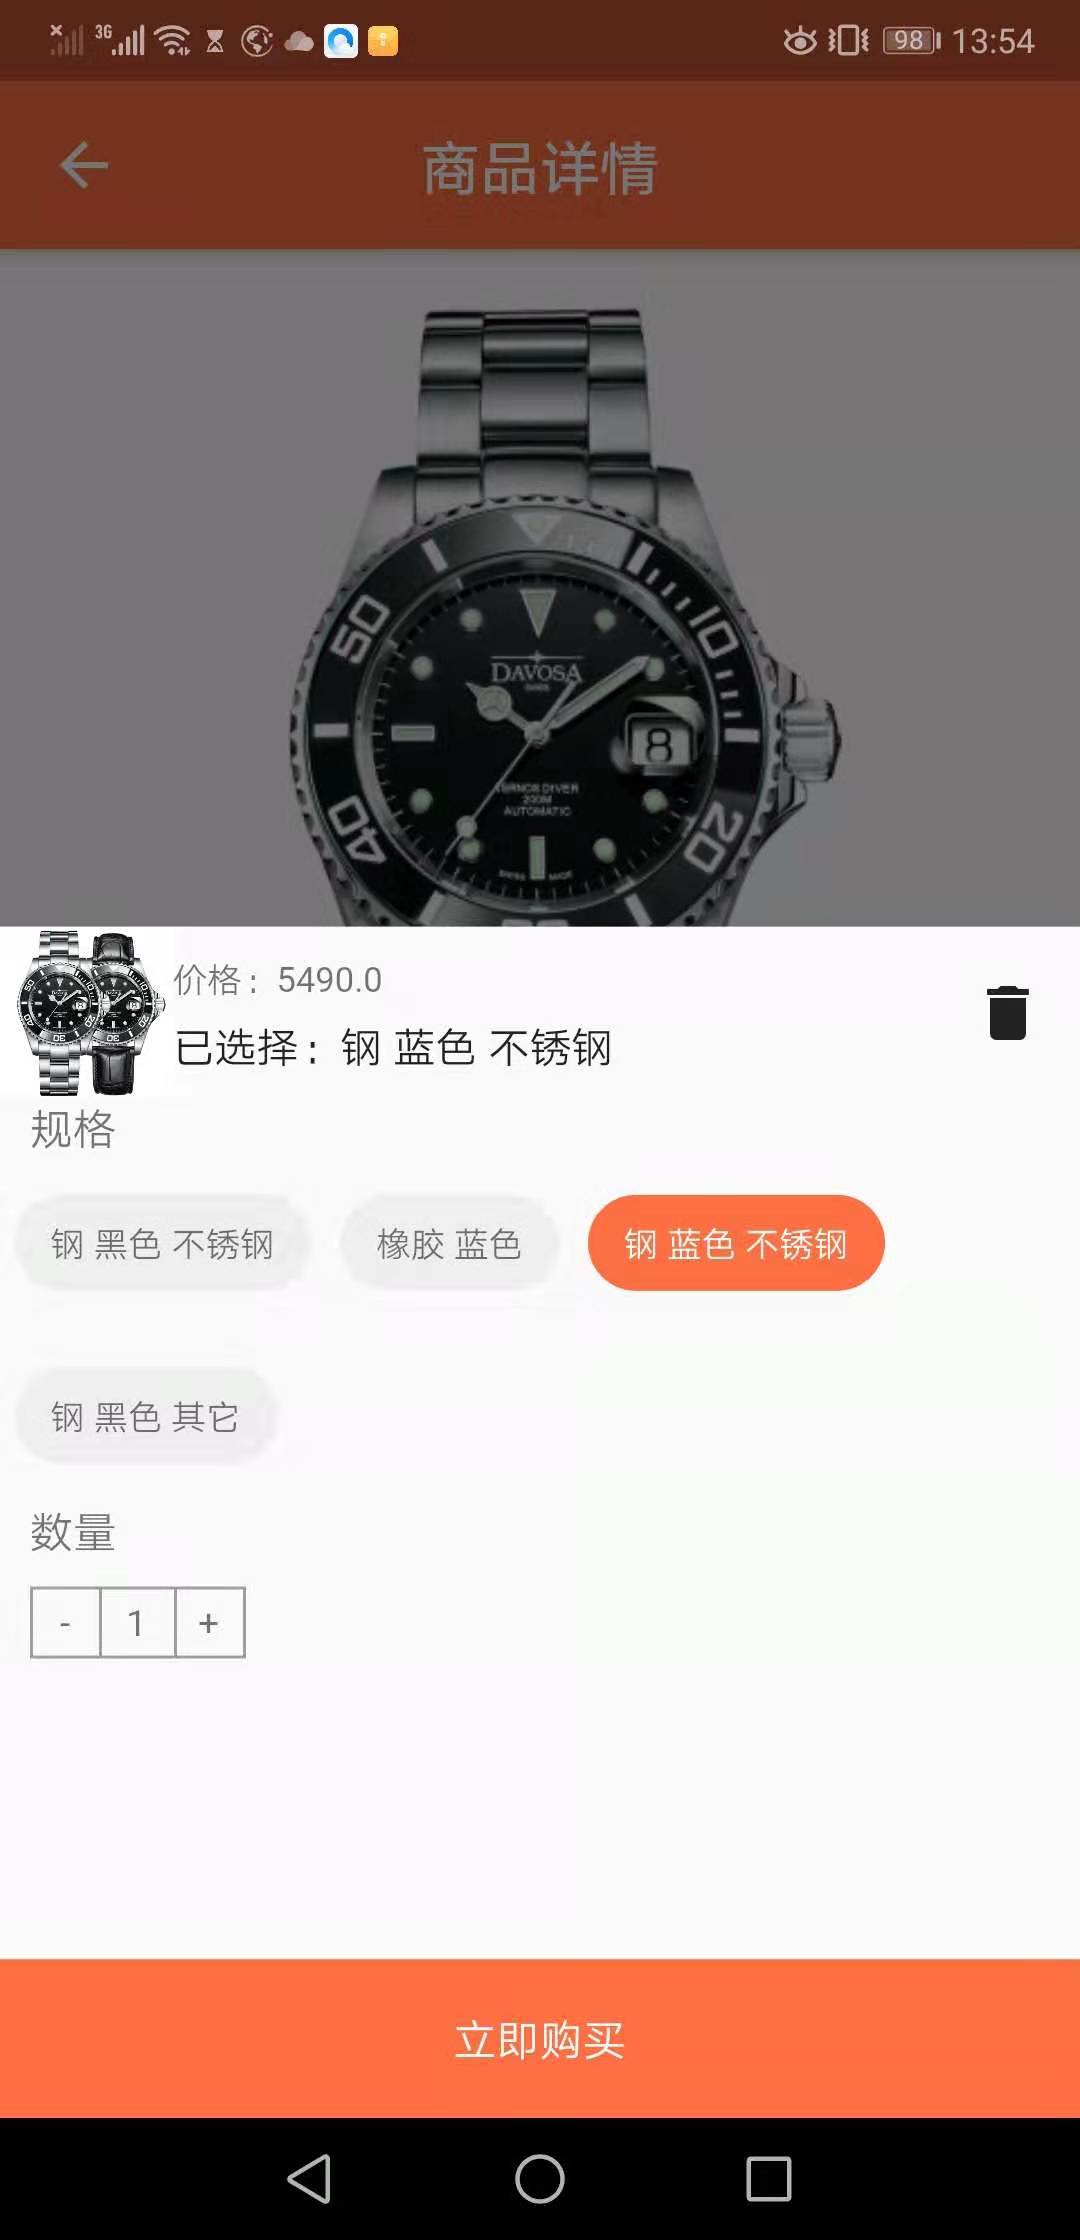 3G 98 13:54
商品详情
50 10
DAVOSA
8
DIVER
200M
AUTOMATIC
40 20
价格：5490.0
已选择：钢 蓝色 不锈钢
规格
钢 黑色 不锈钢 橡胶 蓝色 钢 蓝色 不锈钢
钢 黑色 其它
数量
- 1 +
立即购买